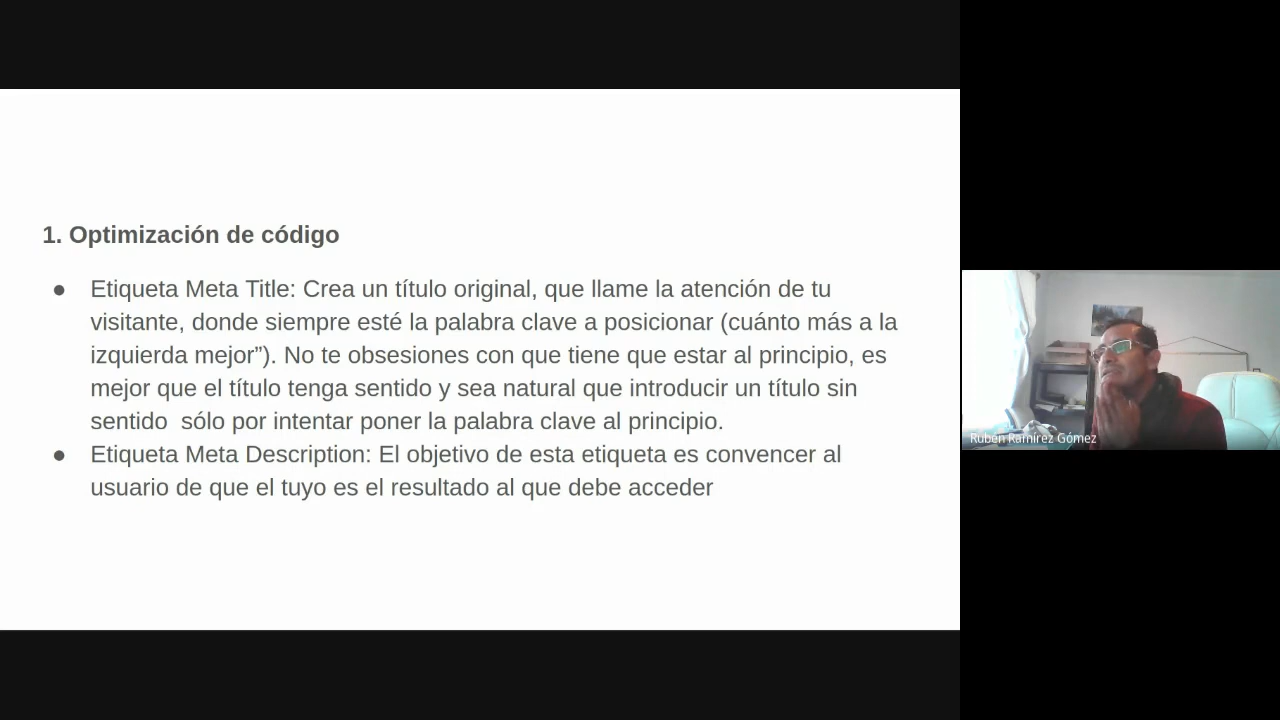 1. Optimización de código
● Etiqueta Meta Title: Crea un título original, que llame la atención de tu
visitante, donde siempre esté la palabra clave a posicionar (cuánto más a la
izquierda mejor”). No te obsesiones con que tiene que estar al principio, es
mejor que el título tenga sentido y sea natural que introducir un título sin
sentido  sólo por intentar poner la palabra clave al principio.
● Etiqueta Meta Description: El objetivo de esta etiqueta es convencer al
usuario de que el tuyo es el resultado al que debe acceder
Rubén Ramírez Gómez